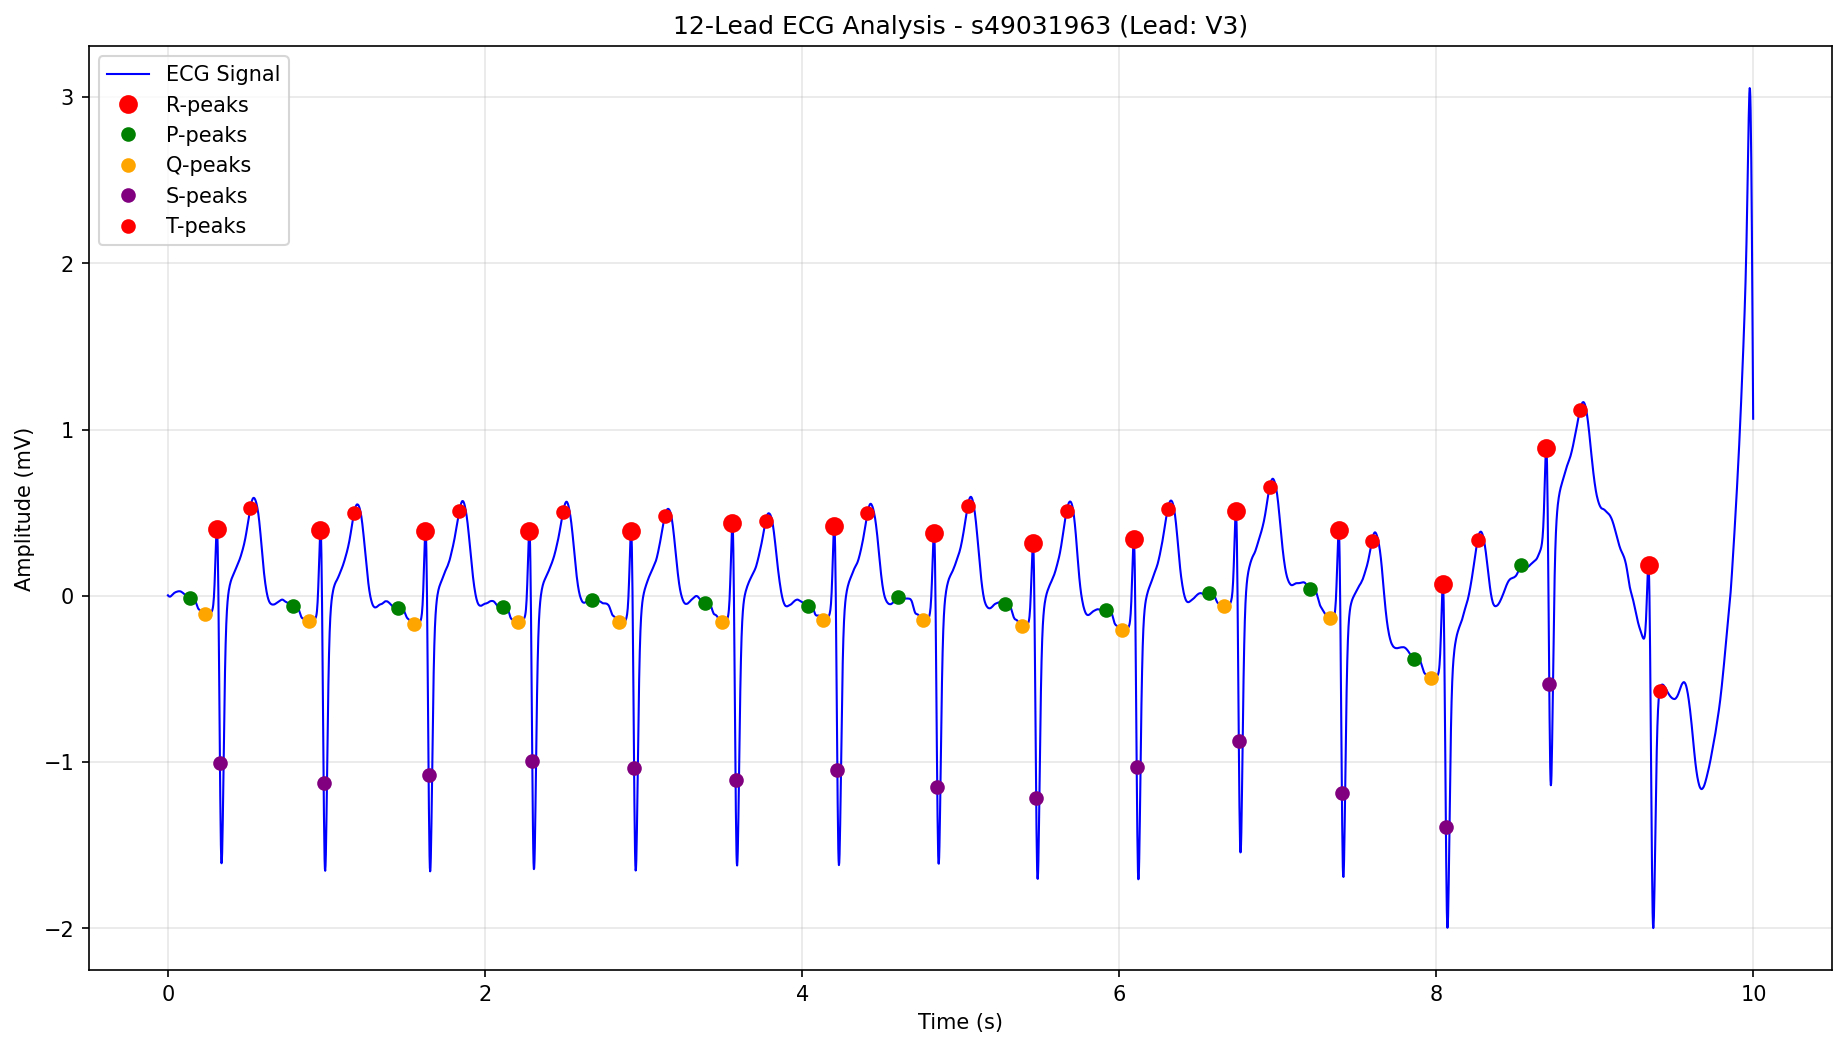 12-Lead ECG Analysis - s49031963 (Lead: V3)
ECG Signal
R-peaks
P-peaks
Q-peaks
S-peaks
T-peaks
Amplitude (mV)
3
2
1
0
−1
−2
0 2 4 6 8 10
Time (s)